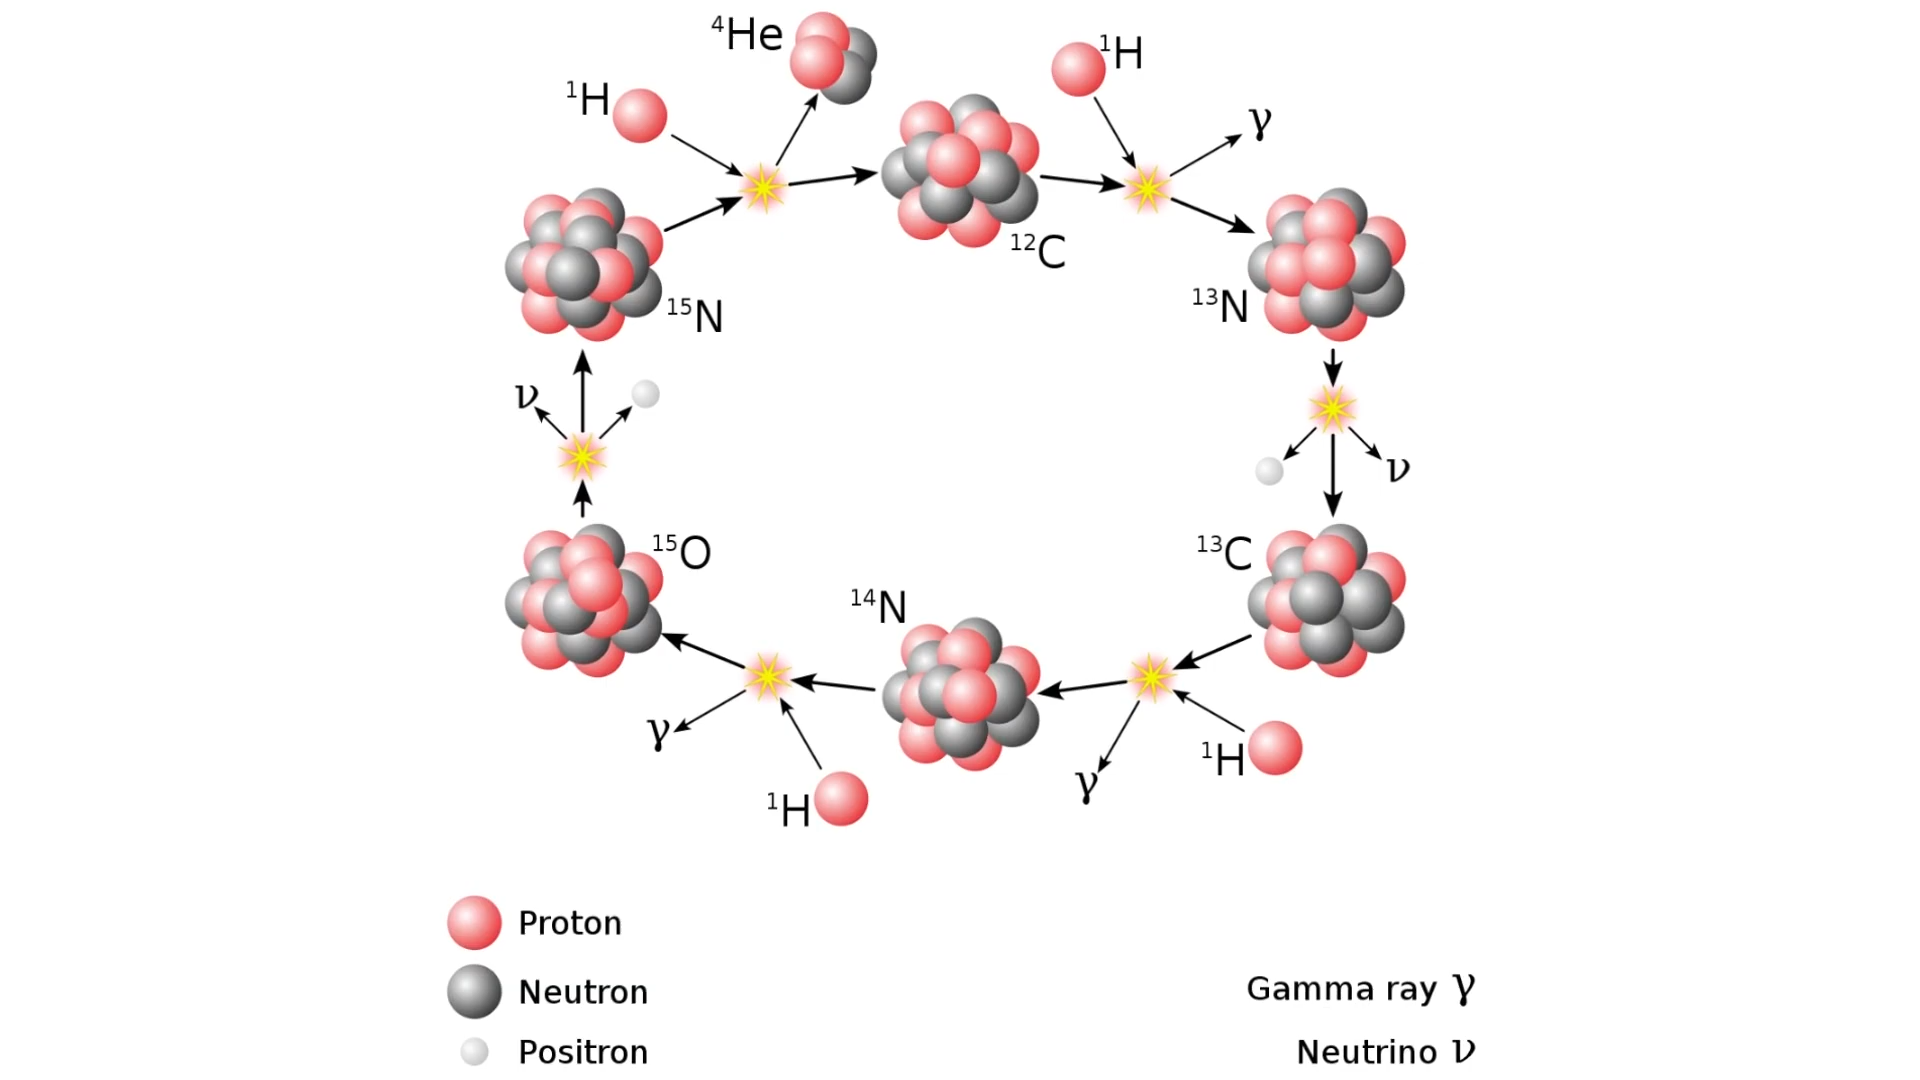 ⁴He
¹H
¹H
γ
¹²C
¹⁵N
¹³N
ν
ν
¹⁵O
¹³C
¹⁴N
γ
¹H
γ
¹H
Proton
Neutron
Gamma ray γ
Positron
Neutrino ν